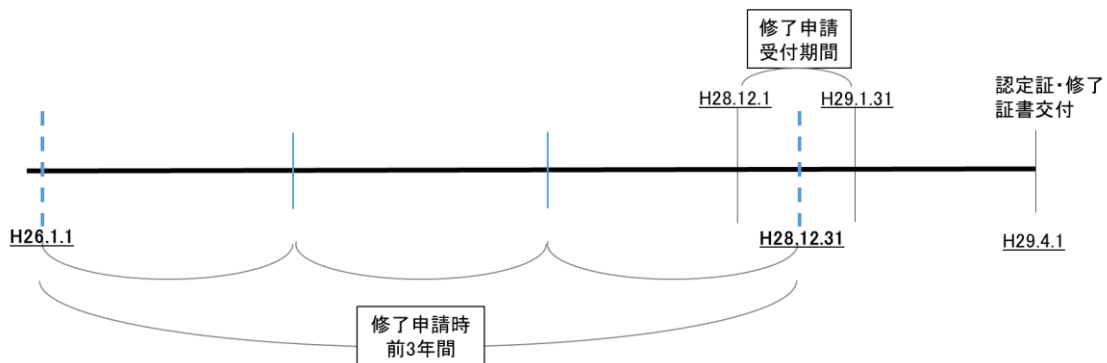 修了申請
受付期間
H28.12.1
H29.1.31
認定証・修了
証書交付
H26.1.1
H28.12.31
H29.4.1
修了申請時
前3年間